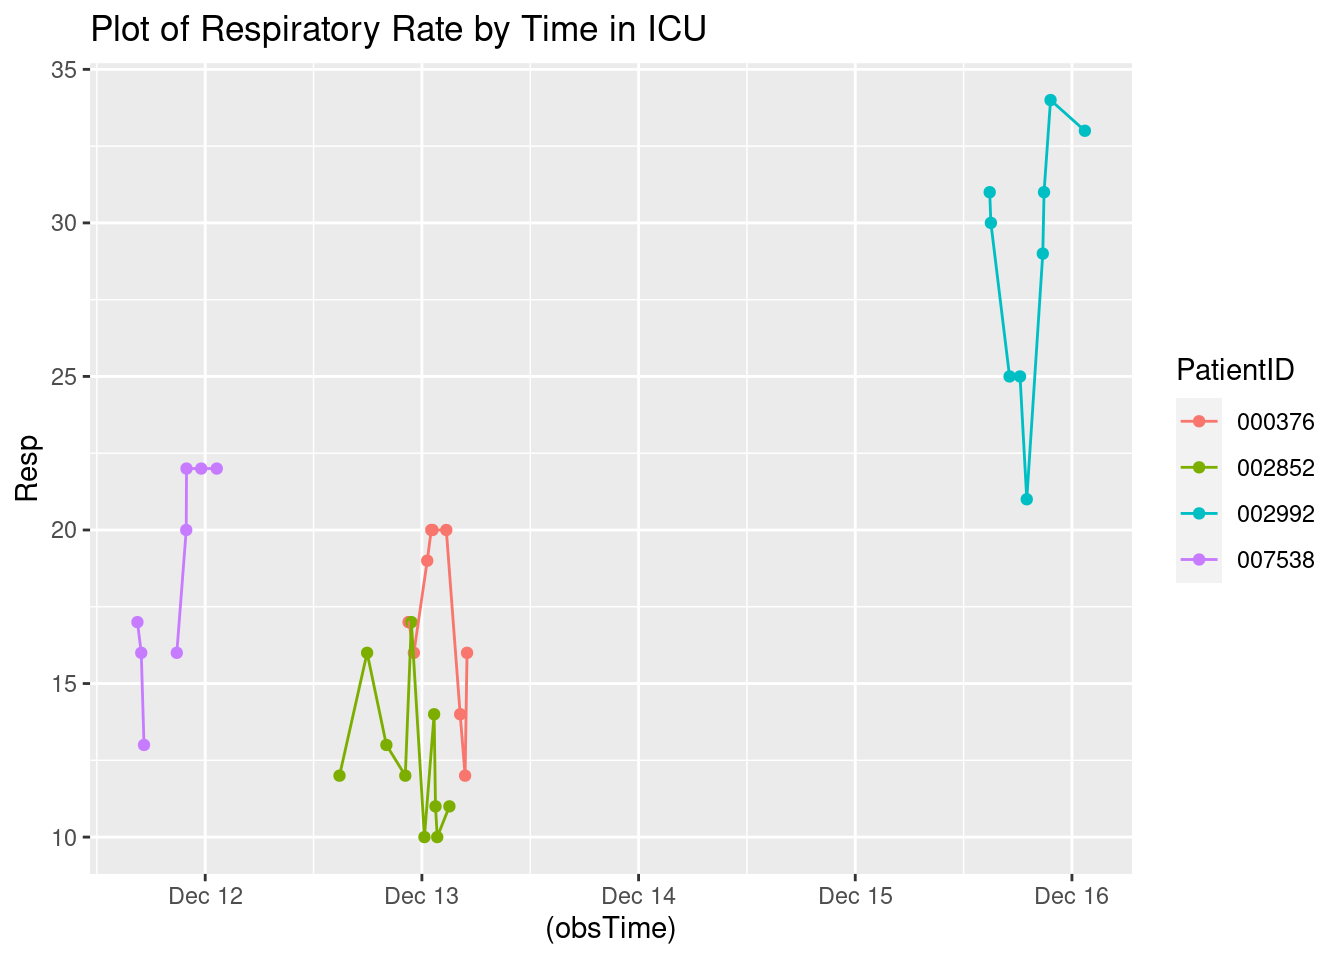 Plot of Respiratory Rate by Time in ICU
35
30
25
20
15
10
Resp
Dec 12
Dec 13
Dec 14
Dec 15
Dec 16
(obsTime)
PatientID
000376
002852
002992
007538